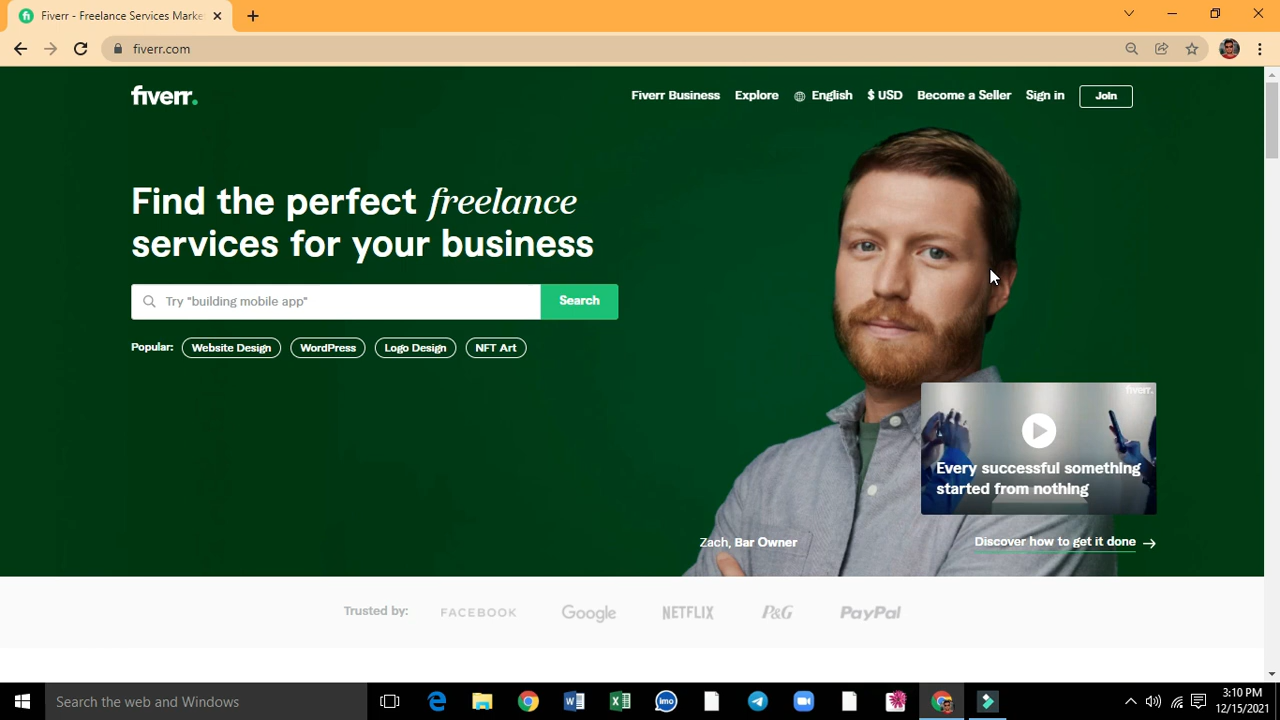 Fiverr - Freelance Services Marke
fiverr.com
fiverr.
Fiverr Business Explore English $ USD Become a Seller Sign in Join
Find the perfect freelance
services for your business
Try "building mobile app" Search
Popular: Website Design WordPress Logo Design NFT Art
fiverr.
Every successful something
started from nothing
Zach, Bar Owner
Discover how to get it done →
Trusted by: FACEBOOK Google NETFLIX P&G PayPal
Search the web and Windows
imo
3:10 PM
12/15/2021